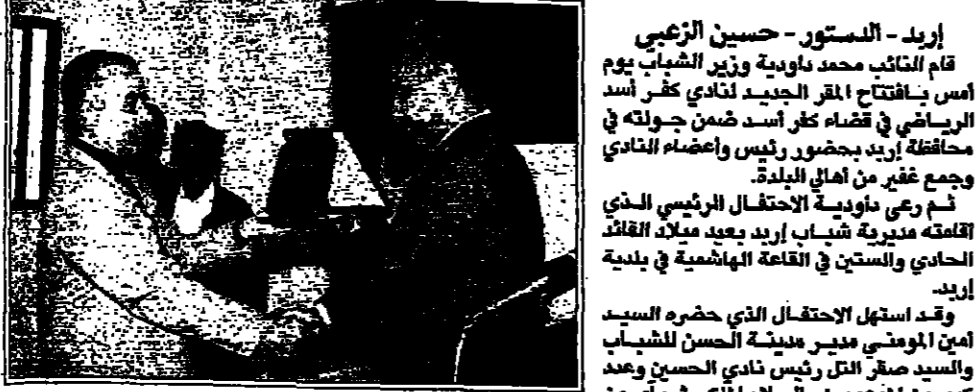 إربد - الدستور - حسين الزعبي
قام النائب محمد داودية وزير الشباب يوم
أمس بافتتاح المقر الجديد لنادي كفر أسد
الرياضي في قضاء كفر أسد ضمن جولته في
محافظة إربد بحضور رئيس وأعضاء النادي
وجمع غفير من أهالي البلدة.
ثم رعى داودية الاحتفال الرئيسي الذي
اقامته مديرية شباب إربد بعيد ميلاد القائد
الحادي والستين في القاعة الهاشمية في بلدية
إربد.
وقد استهل الاحتفال الذي حضره السيد
امين المومني مدير مدينة الحسن للشباب
والسيد صقر التل رئيس نادي الحسين وعدد